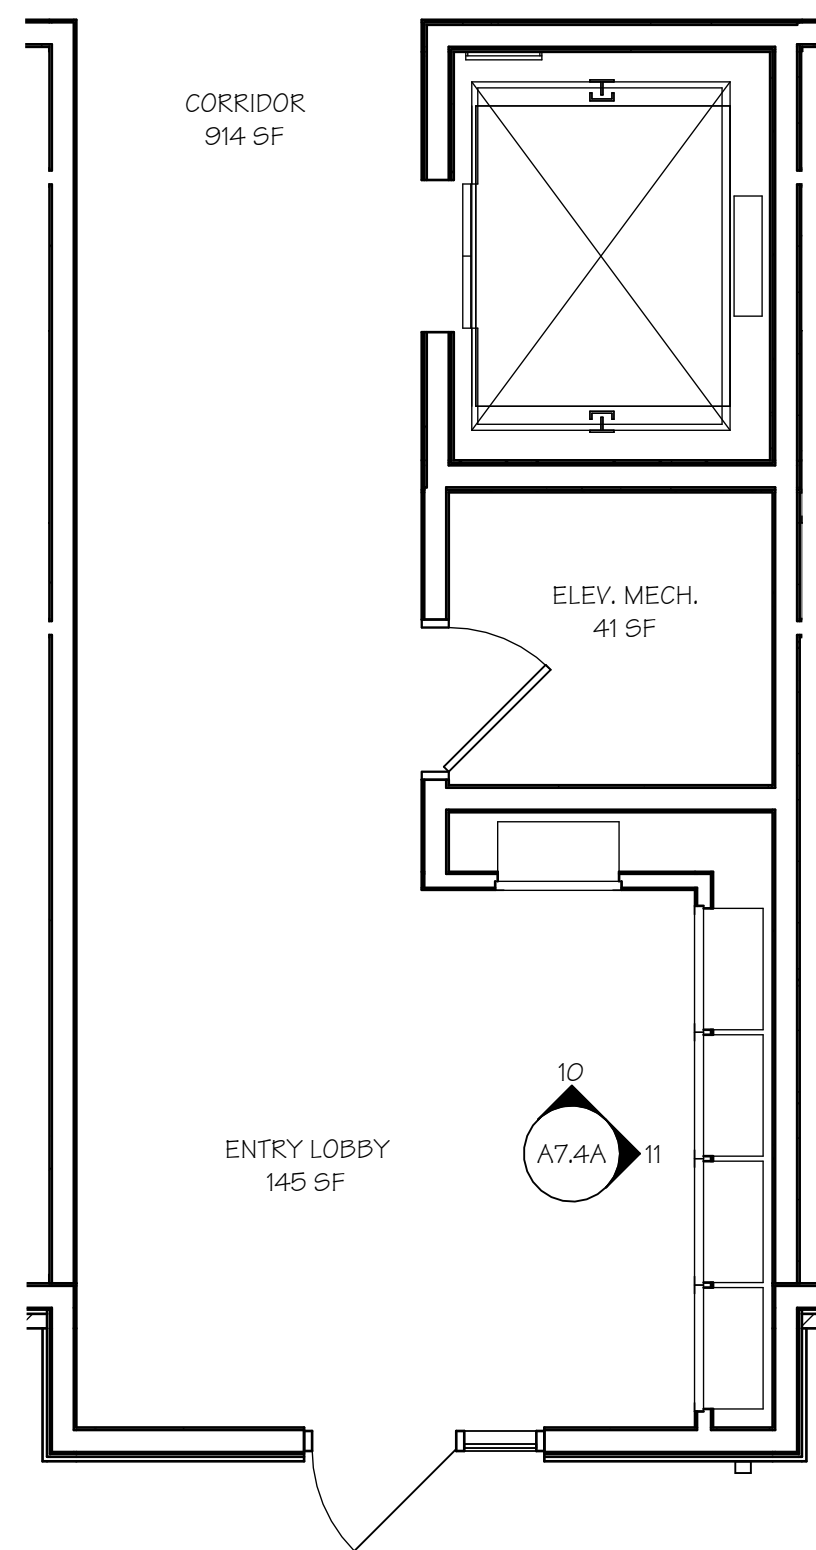 CORRIDOR
914 SF
ELEV. MECH.
41 SF
10
ENTRY LOBBY
145 SF
A7.4A
11